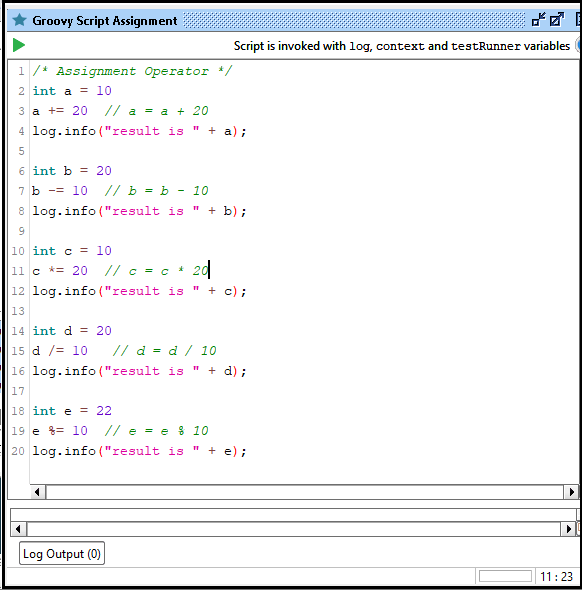 Groovy Script Assignment
Script is invoked with log, context and testRunner variables
1 /* Assignment Operator */
2 int a = 10
3 a += 20  // a = a + 20
4 log.info("result is " + a);
5
6 int b = 20
7 b -= 10  // b = b - 10
8 log.info("result is " + b);
9
10 int c = 10
11 c *= 20  // c = c * 20
12 log.info("result is " + c);
13
14 int d = 20
15 d /= 10   // d = d / 10
16 log.info("result is " + d);
17
18 int e = 22
19 e %= 10  // e = e % 10
20 log.info("result is " + e);
Log Output (0)
11 : 23